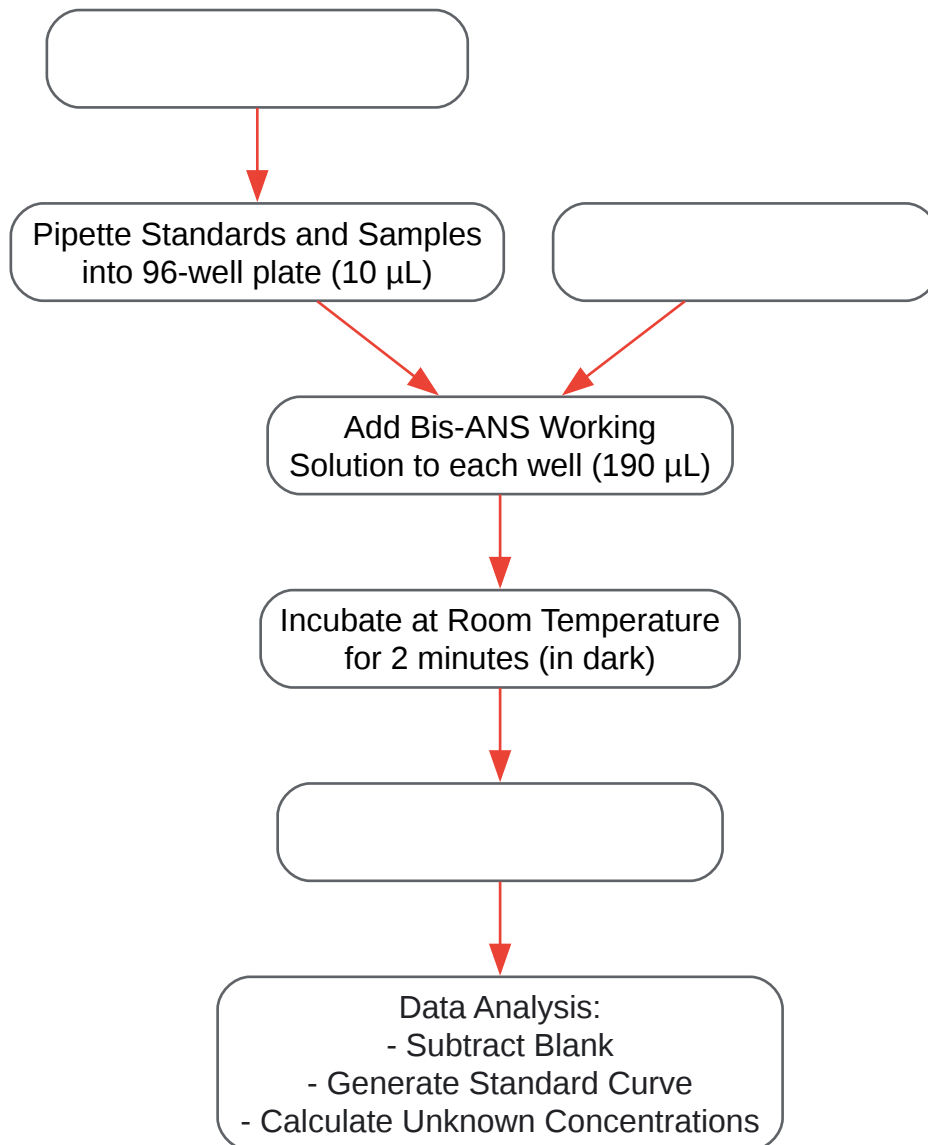 Pipette Standards and Samples
into 96-well plate (10 µL)
Add Bis-ANS Working
Solution to each well (190 µL)
Incubate at Room Temperature
for 2 minutes (in dark)
Data Analysis:
- Subtract Blank
- Generate Standard Curve
- Calculate Unknown Concentrations